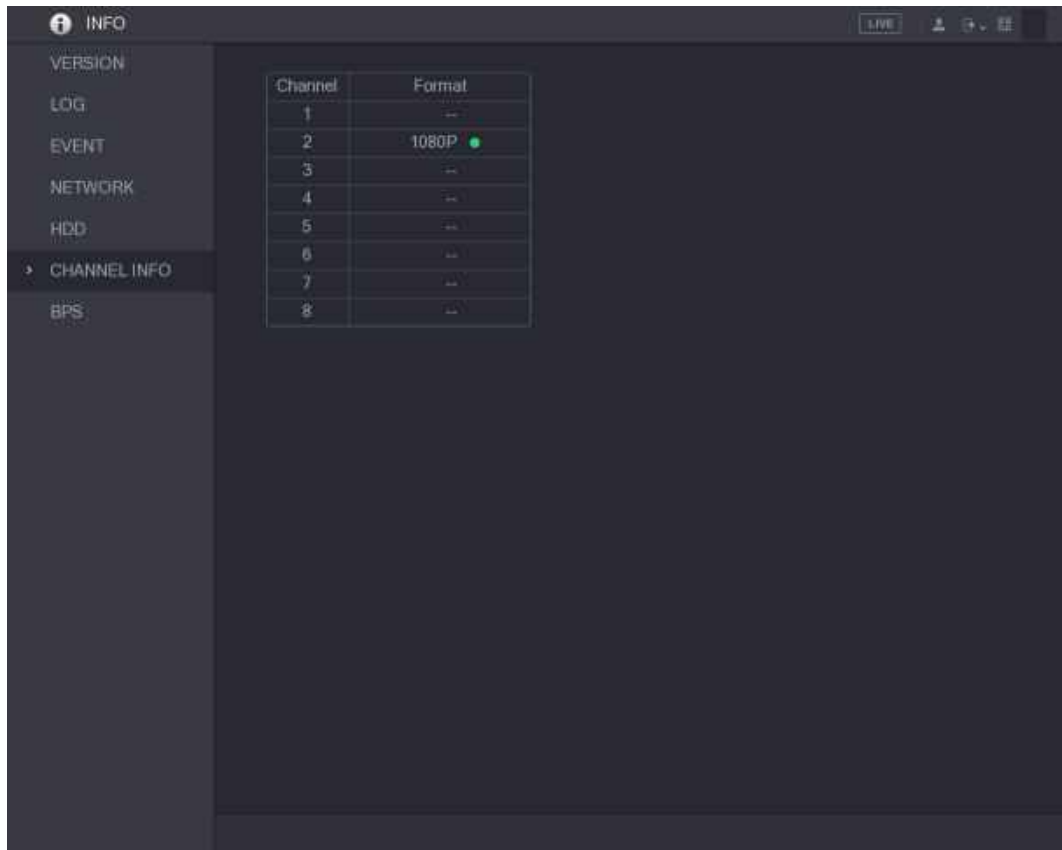 INFO
LIVE
VERSION
LOG
EVENT
NETWORK
HDD
> CHANNEL INFO
BPS
Channel Format
1 --
2 1080P
3 --
4 --
5 --
6 --
7 --
8 --